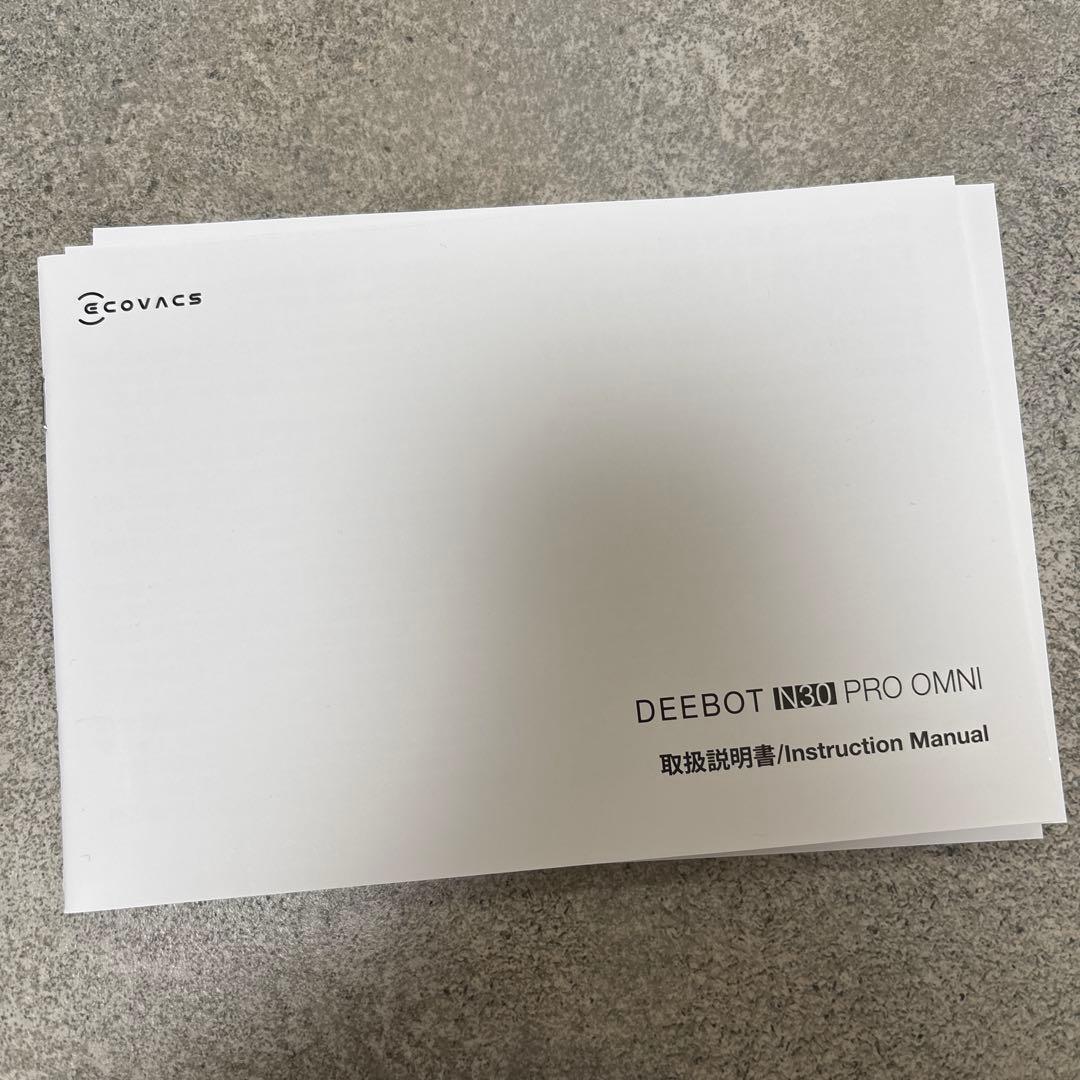 ECOVACS
DEEBOT N30 PRO OMNI
取扱説明書/Instruction Manual